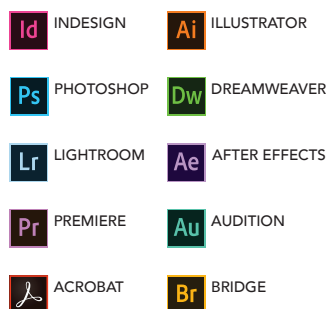 Id INDESIGN
Ai ILLUSTRATOR
Ps PHOTOSHOP
Dw DREAMWEAVER
Lr LIGHTROOM
Ae AFTER EFFECTS
Pr PREMIERE
Au AUDITION
ACROBAT
Br BRIDGE